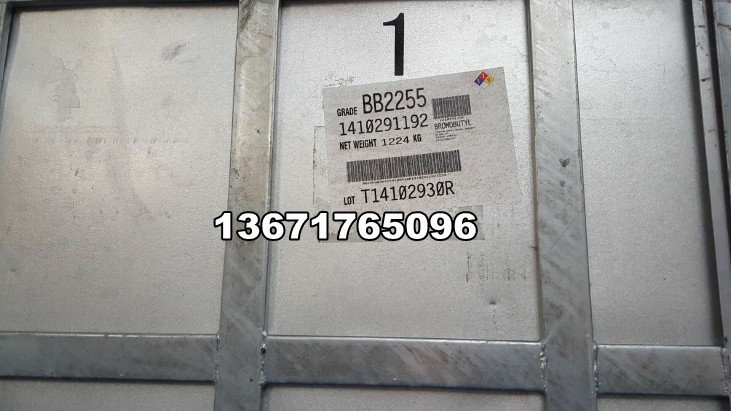 1
GRADE BB2255
1410291192
BROMOBUTYL
NET WEIGHT 1224 KG
LOT T14102930R
13671765096